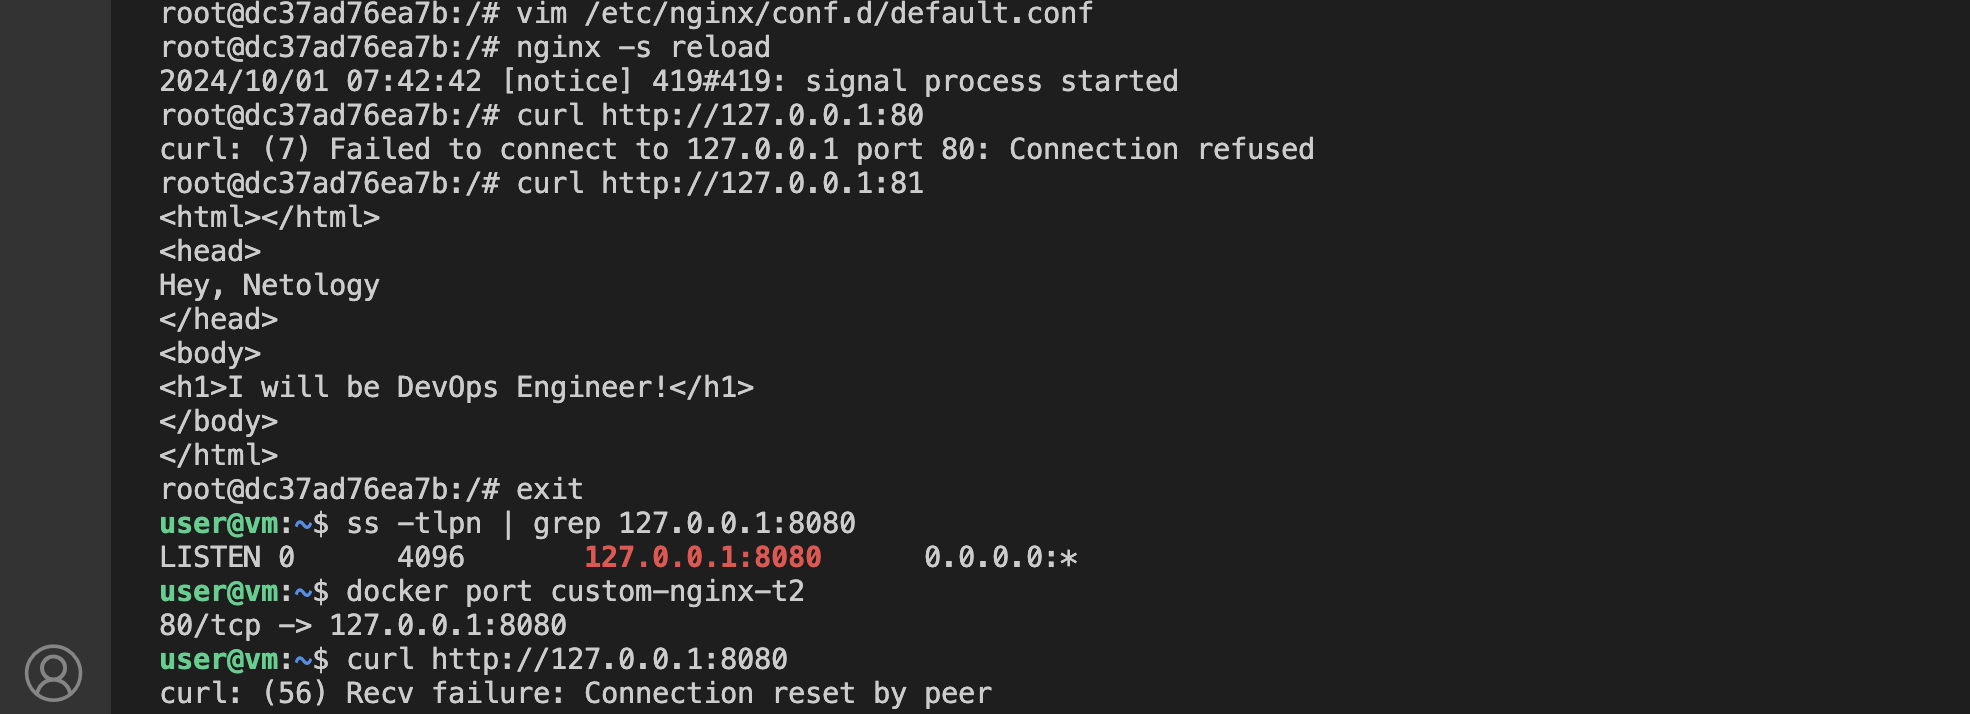 root@dc37ad76ea7b:/# vim /etc/nginx/conf.d/default.conf
root@dc37ad76ea7b:/# nginx -s reload
2024/10/01 07:42:42 [notice] 419#419: signal process started
root@dc37ad76ea7b:/# curl http://127.0.0.1:80
curl: (7) Failed to connect to 127.0.0.1 port 80: Connection refused
root@dc37ad76ea7b:/# curl http://127.0.0.1:81
<html></html>
<head>
Hey, Netology
</head>
<body>
<h1>I will be DevOps Engineer!</h1>
</body>
</html>
root@dc37ad76ea7b:/# exit
user@vm:~$ ss -tlpn | grep 127.0.0.1:8080
LISTEN 0      4096       127.0.0.1:8080      0.0.0.0:*
user@vm:~$ docker port custom-nginx-t2
80/tcp -> 127.0.0.1:8080
user@vm:~$ curl http://127.0.0.1:8080
curl: (56) Recv failure: Connection reset by peer